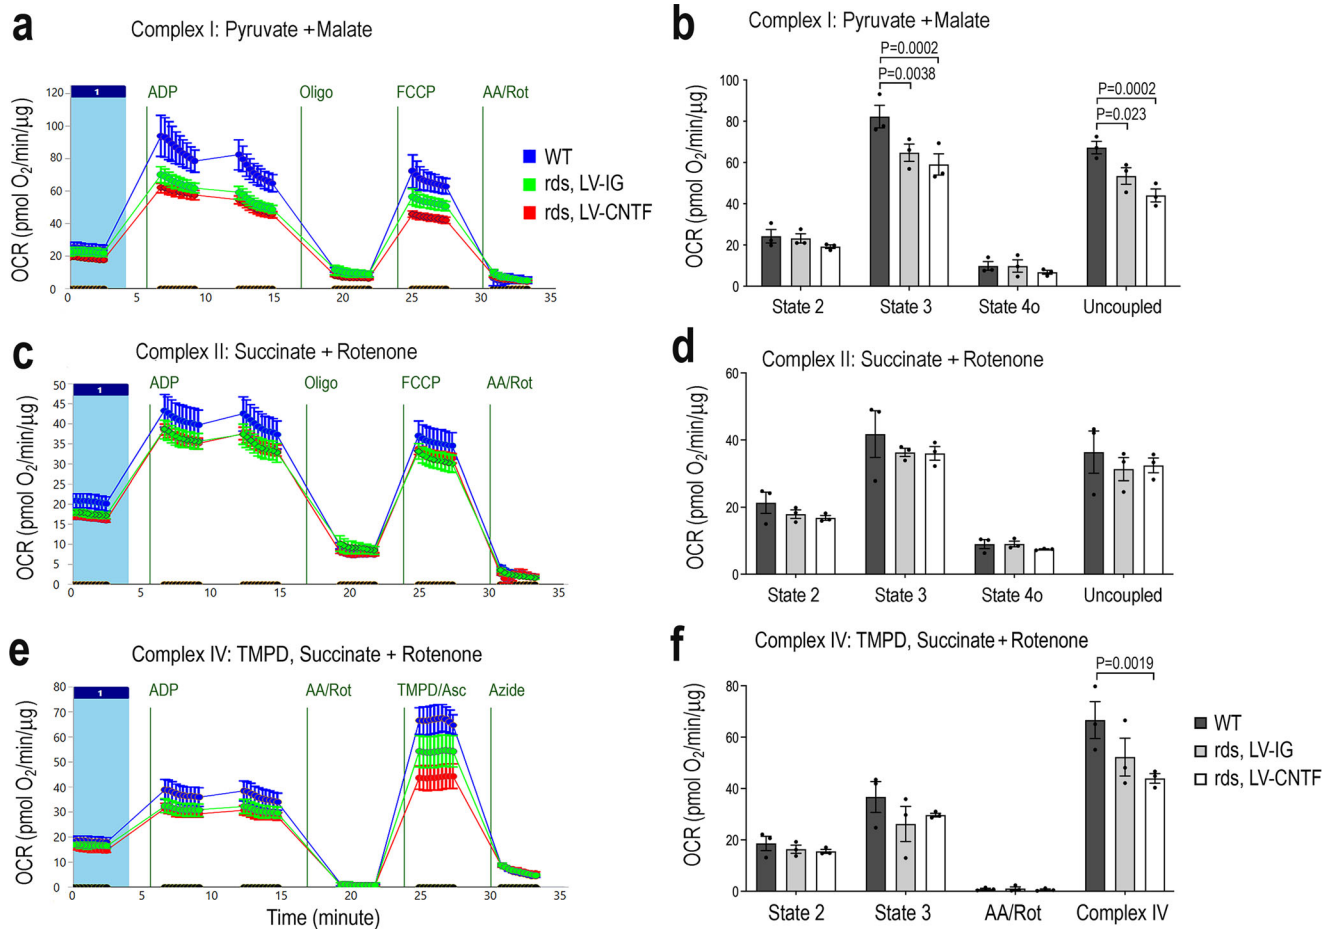 a
Complex I: Pyruvate +Malate
1
ADP
Oligo
FCCP
AA/Rot
OCR (pmol O₂/min/µg)
120
100
80
60
40
20
0
0 5 10 15 20 25 30 35
WT
rds, LV-IG
rds, LV-CNTF
b
Complex I: Pyruvate +Malate
P=0.0002
P=0.0038
P=0.0002
P=0.023
OCR (pmol O₂/min/µg)
100
80
60
40
20
0
State 2
State 3
State 4o
Uncoupled
c
Complex II: Succinate + Rotenone
1
ADP
Oligo
FCCP
AA/Rot
OCR (pmol O₂/min/µg)
50
45
40
35
30
25
20
15
10
5
0
0 5 10 15 20 25 30 35
d
Complex II: Succinate + Rotenone
OCR (pmol O₂/min/µg)
60
40
20
0
State 2
State 3
State 4o
Uncoupled
e
Complex IV: TMPD, Succinate + Rotenone
1
ADP
AA/Rot
TMPD/Asc
Azide
OCR (pmol O₂/min/µg)
80
70
60
50
40
30
20
10
0
0 5 10 15 20 25 30 35
Time (minute)
f
Complex IV: TMPD, Succinate + Rotenone
P=0.0019
OCR (pmol O₂/min/µg)
80
60
40
20
0
State 2
State 3
AA/Rot
Complex IV
WT
rds, LV-IG
rds, LV-CNTF